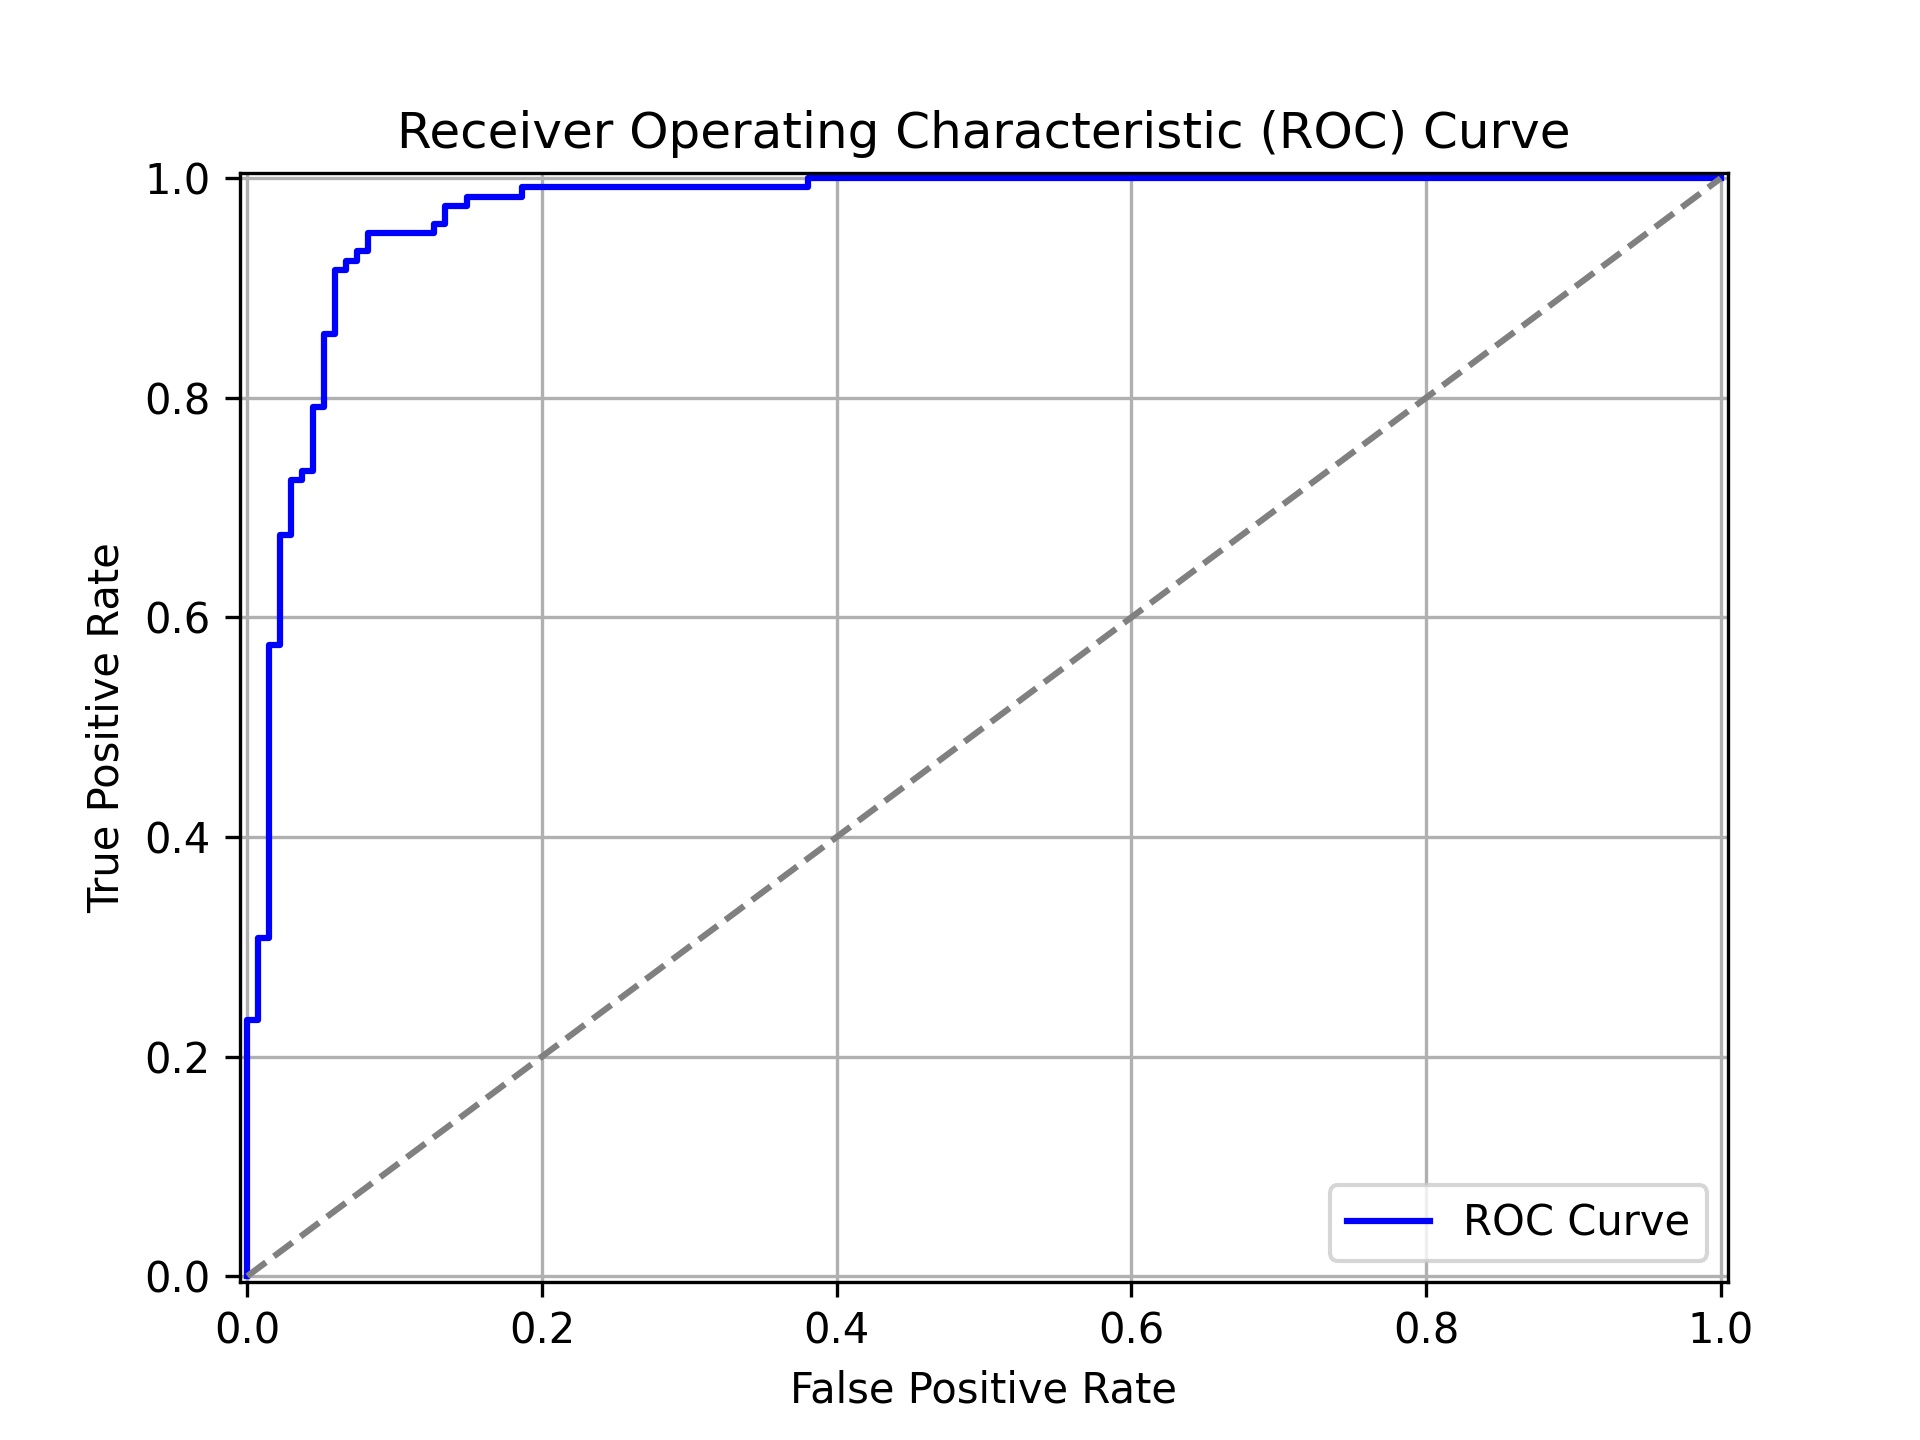 Receiver Operating Characteristic (ROC) Curve
1.0
0.8
0.6
0.4
0.2
0.0
True Positive Rate
ROC Curve
0.0 0.2 0.4 0.6 0.8 1.0
False Positive Rate